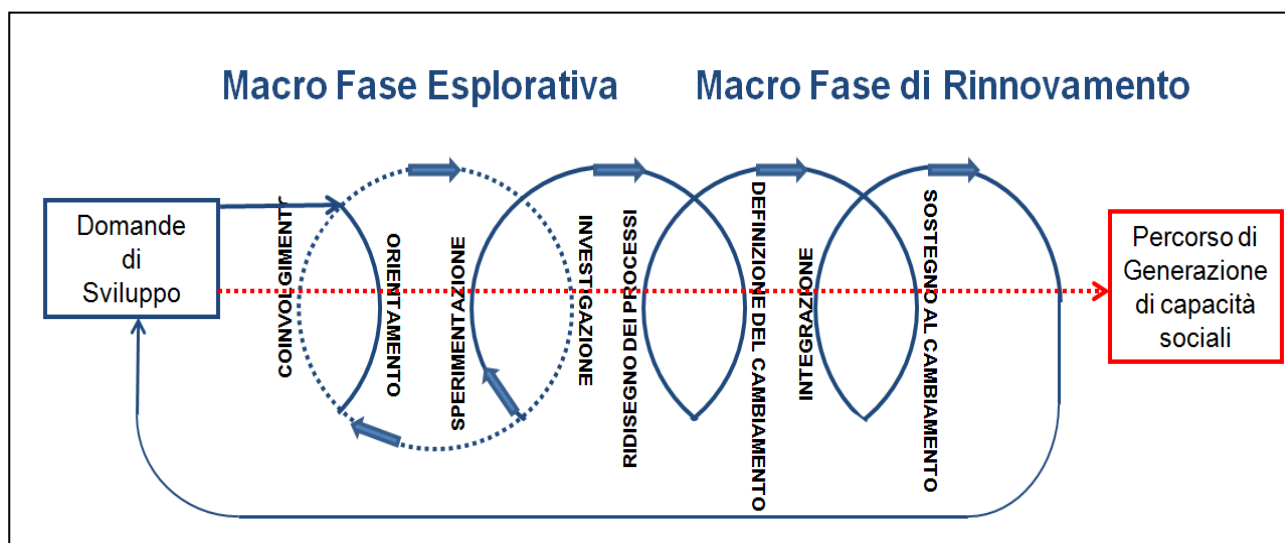 Macro Fase Esplorativa
Macro Fase di Rinnovamento
Domande
di
Sviluppo
COINVOLGIMENTO
ORIENTAMENTO
SPERIMENTAZIONE
INVESTIGAZIONE
RIDISEGNO DEI PROCESSI
DEFINIZIONE DEL CAMBIAMENTO
INTEGRAZIONE
SOSTEGNO AL CAMBIAMENTO
Percorso di
Generazione
di capacità
sociali